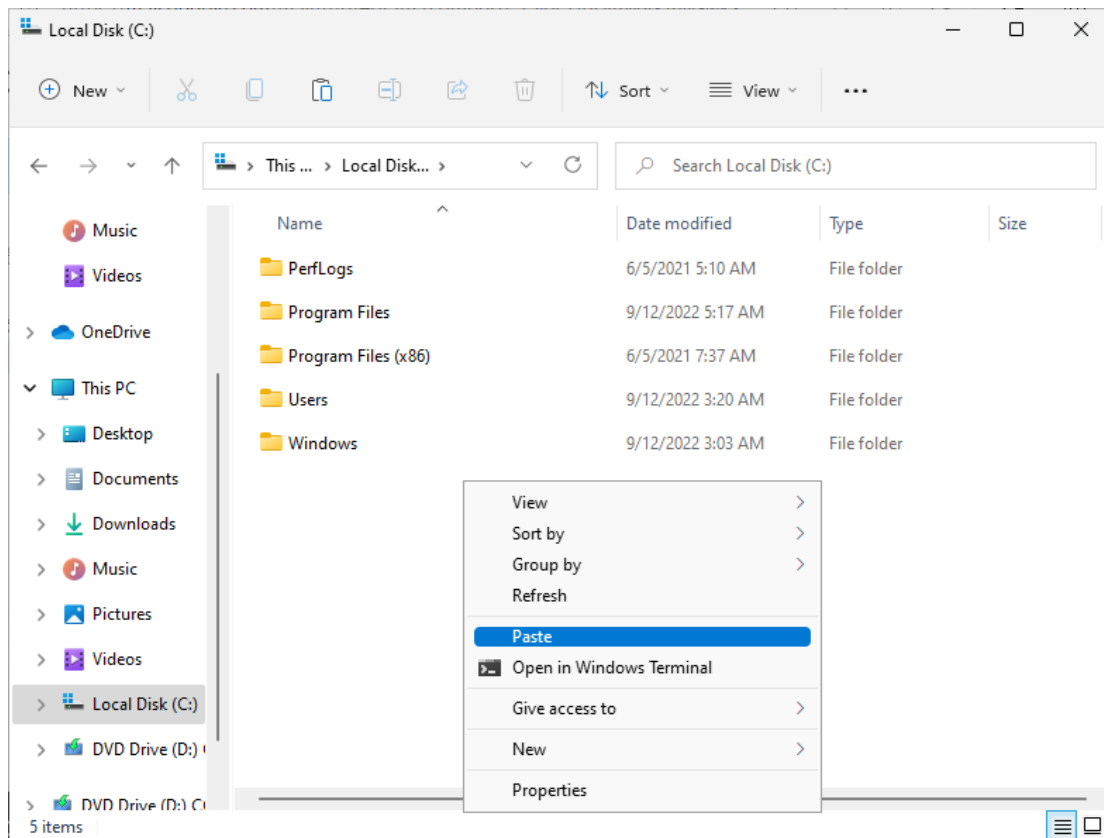 Local Disk (C:)
New Sort View
This ... Local Disk... Search Local Disk (C:)
Name Date modified Type Size
Music
Videos
OneDrive
This PC
Desktop
Documents
Downloads
Music
Pictures
Videos
Local Disk (C:)
DVD Drive (D:)
DVD Drive (D:)
PerfLogs 6/5/2021 5:10 AM File folder
Program Files 9/12/2022 5:17 AM File folder
Program Files (x86) 6/5/2021 7:37 AM File folder
Users 9/12/2022 3:20 AM File folder
Windows 9/12/2022 3:03 AM File folder
View
Sort by
Group by
Refresh
Paste
Open in Windows Terminal
Give access to
New
Properties
5 items